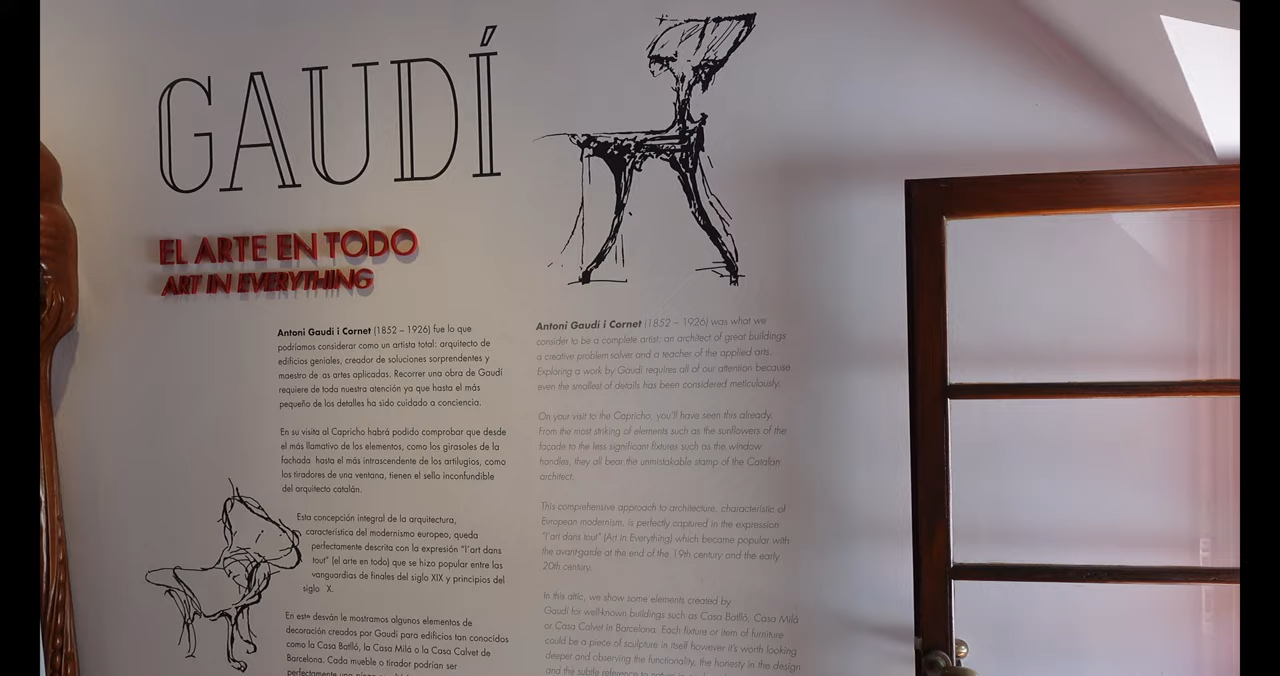 GAUDÍ
EL ARTE EN TODO
ART IN EVERYTHING
Antoni Gaudí i Cornet (1852 – 1926) fue lo que
podríamos considerar como un artista total: arquitecto de
edificios geniales, creador de soluciones sorprendentes y
maestro de as artes aplicadas. Recorrer una obra de Gaudí
requiere de toda nuestra atención ya que hasta el más
pequeño de los detalles ha sido cuidado a conciencia.
En su visita al Capricho habrá podido comprobar que desde
el más llamativo de los elementos, como los girasoles de la
fachada hasta el más intrascendente de los artilugios, como
los tiradores de una ventana, tienen el sello inconfundible
del arquitecto catalán.
Esta concepción integral de la arquitectura,
característica del modernismo europeo, queda
perfectamente descrita con la expresión "l'art dans
tout" (el arte en todo) que se hizo popular entre las
vanguardias de finales del siglo XIX y principios del
siglo X.
En este desván le mostramos algunos elementos de
decoración creados por Gaudí para edificios tan conocidos
como la Casa Batlló, la Casa Milá o la Casa Calvet de
Barcelona. Cada mueble o tirador podrían ser
perfectamente una pieza
Antoni Gaudí i Cornet (1852 – 1926) was what we
consider to be a complete artist: an architect of great buildings
a creative problem solver and a teacher of the applied arts.
Exploring a work by Gaudí requires all of our attention because
even the smallest of details has been considered meticulously.
On your visit to the Capricho, you'll have seen this already.
From the most striking of elements such as the sunflowers of the
façade to the less significant fixtures such as the window
handles, they all bear the unmistakable stamp of the Catalan
architect.
This comprehensive approach to architecture, characteristic of
European modernism, is perfectly captured in the expression
"l'art dans tout" (Art In Everything) which became popular with
the avant-garde at the end of the 19th century and the early
20th century.
In this attic, we show some elements created by
Gaudí for well-known buildings such as Casa Batlló, Casa Milà
or Casa Calvet in Barcelona. Each fixture or item of furniture
could be a piece of sculpture in itself however it's worth looking
deeper and observing the functionality, the honesty in the design
and the subtle reference to nature in